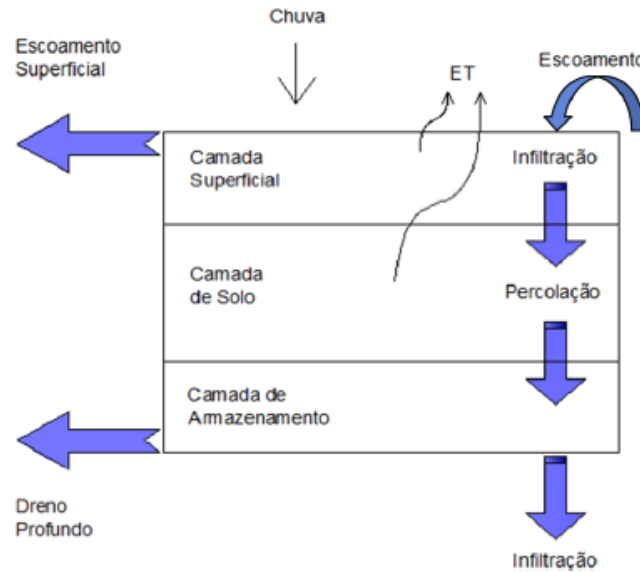 Chuva
Escoamento
Superficial
ET
Escoamento
Camada
Superficial
Infiltração
Camada
de Solo
Percolação
Camada de
Armazenamento
Dreno
Profundo
Infiltração